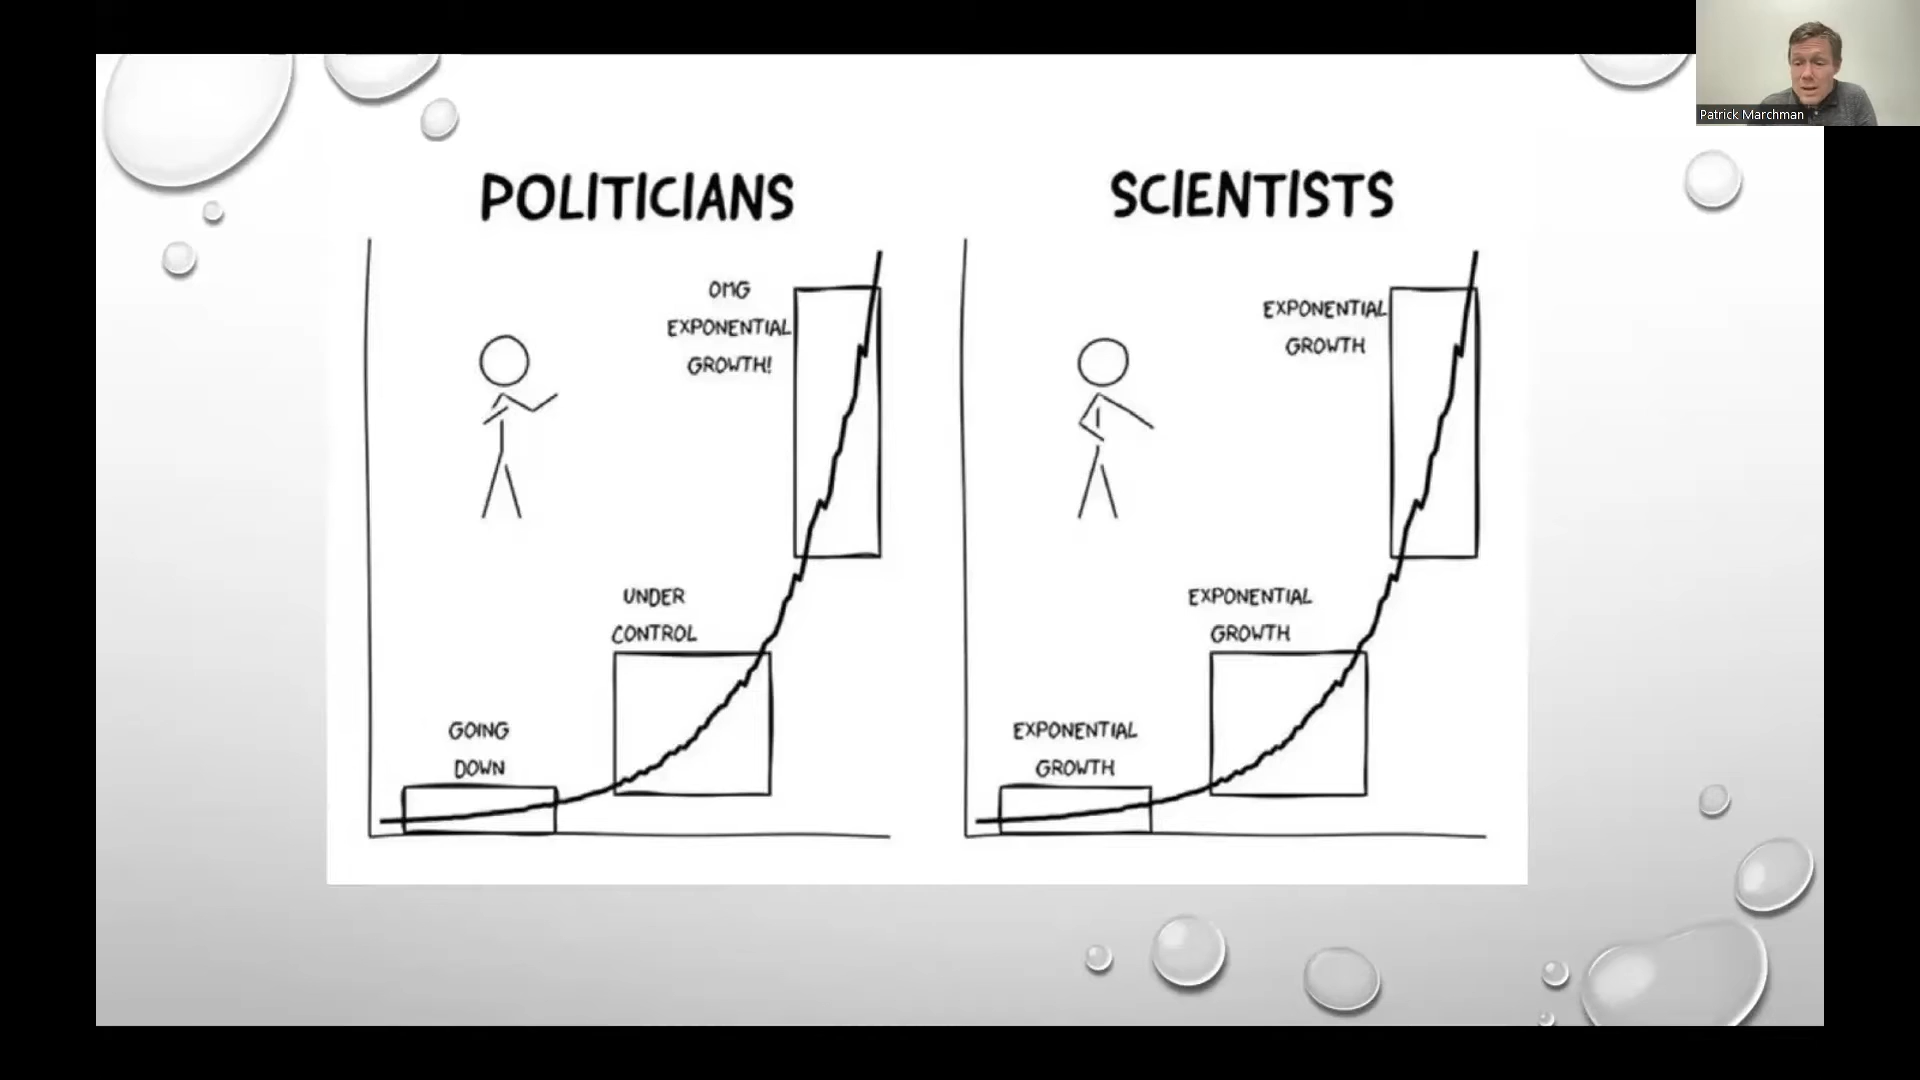 Patrick Marchman
POLITICIANS
OMG
EXPONENTIAL
GROWTH!
UNDER
CONTROL
GOING
DOWN
SCIENTISTS
EXPONENTIAL
GROWTH
EXPONENTIAL
GROWTH
EXPONENTIAL
GROWTH